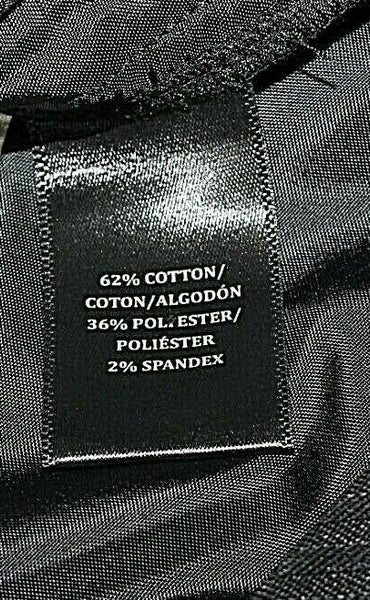 62% COTTON/
COTON/ALGODÓN
36% POL. ESTER/
POLIÉSTER
2% SPANDEX